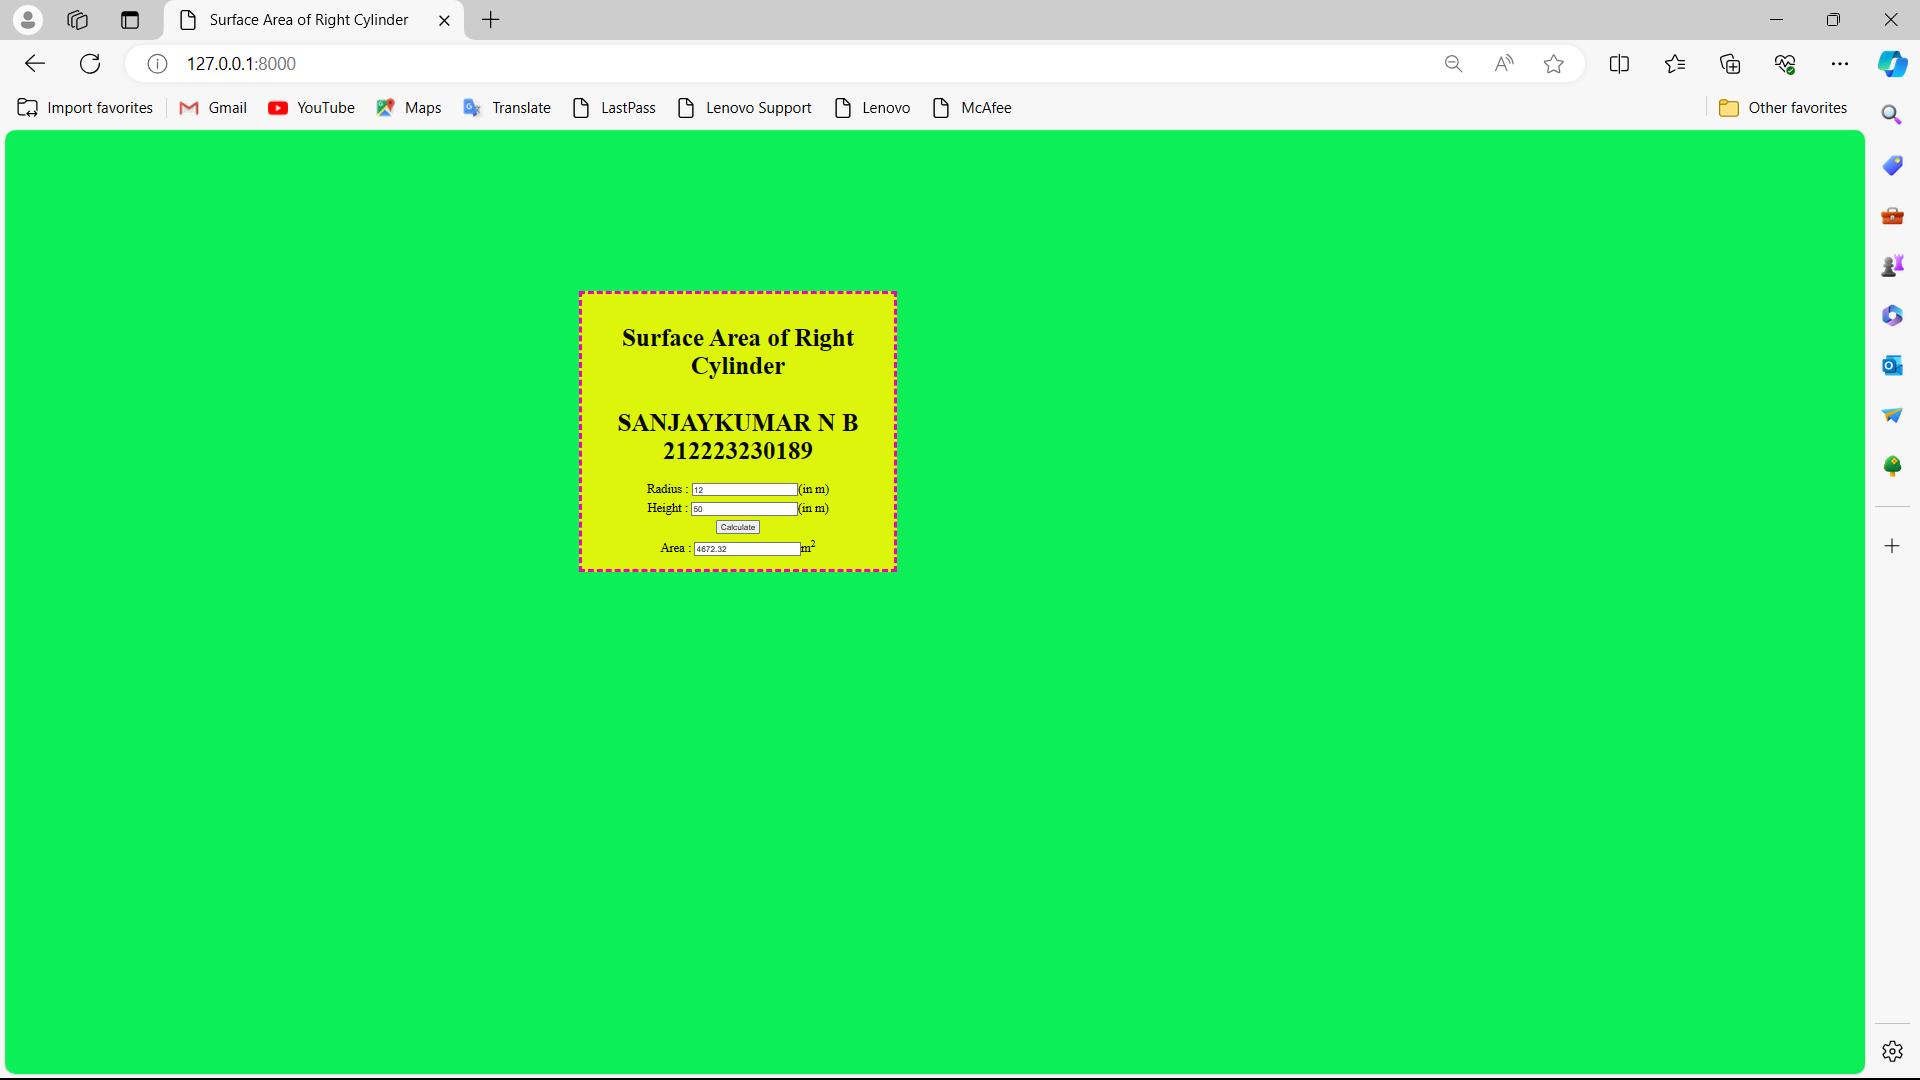 Surface Area of Right Cylinder
127.0.0.1:8000
Import favorites Gmail YouTube Maps Translate LastPass Lenovo Support Lenovo McAfee Other favorites
Surface Area of Right
Cylinder
SANJAYKUMAR N B
212223230189
Radius : 12 (in m)
Height : 50 (in m)
Calculate
Area : 4672.32 m²